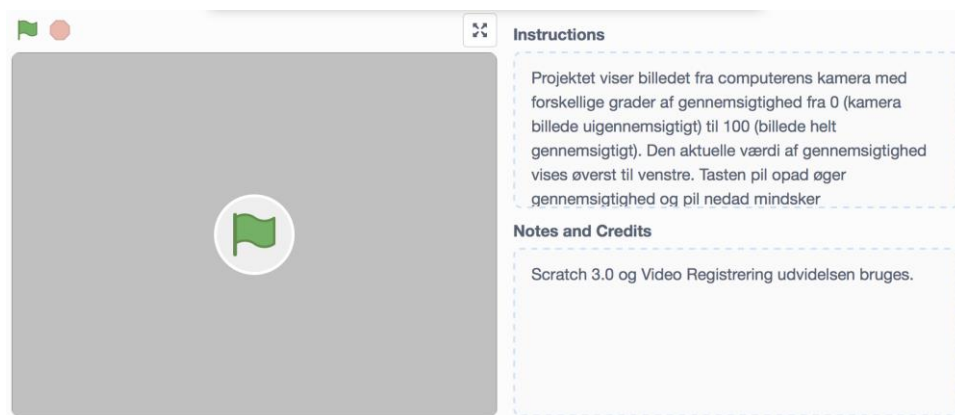 Instructions
Projektet viser billedet fra computerens kamera med
forskellige grader af gennemsigtighed fra 0 (kamera
billede uigennemsigtigt) til 100 (billede helt
gennemsigtigt). Den aktuelle værdi af gennemsigtighed
vises øverst til venstre. Tasten pil opad øger
gennemsigtighed og pil nedad mindsker
Notes and Credits
Scratch 3.0 og Video Registrering udvidelsen bruges.